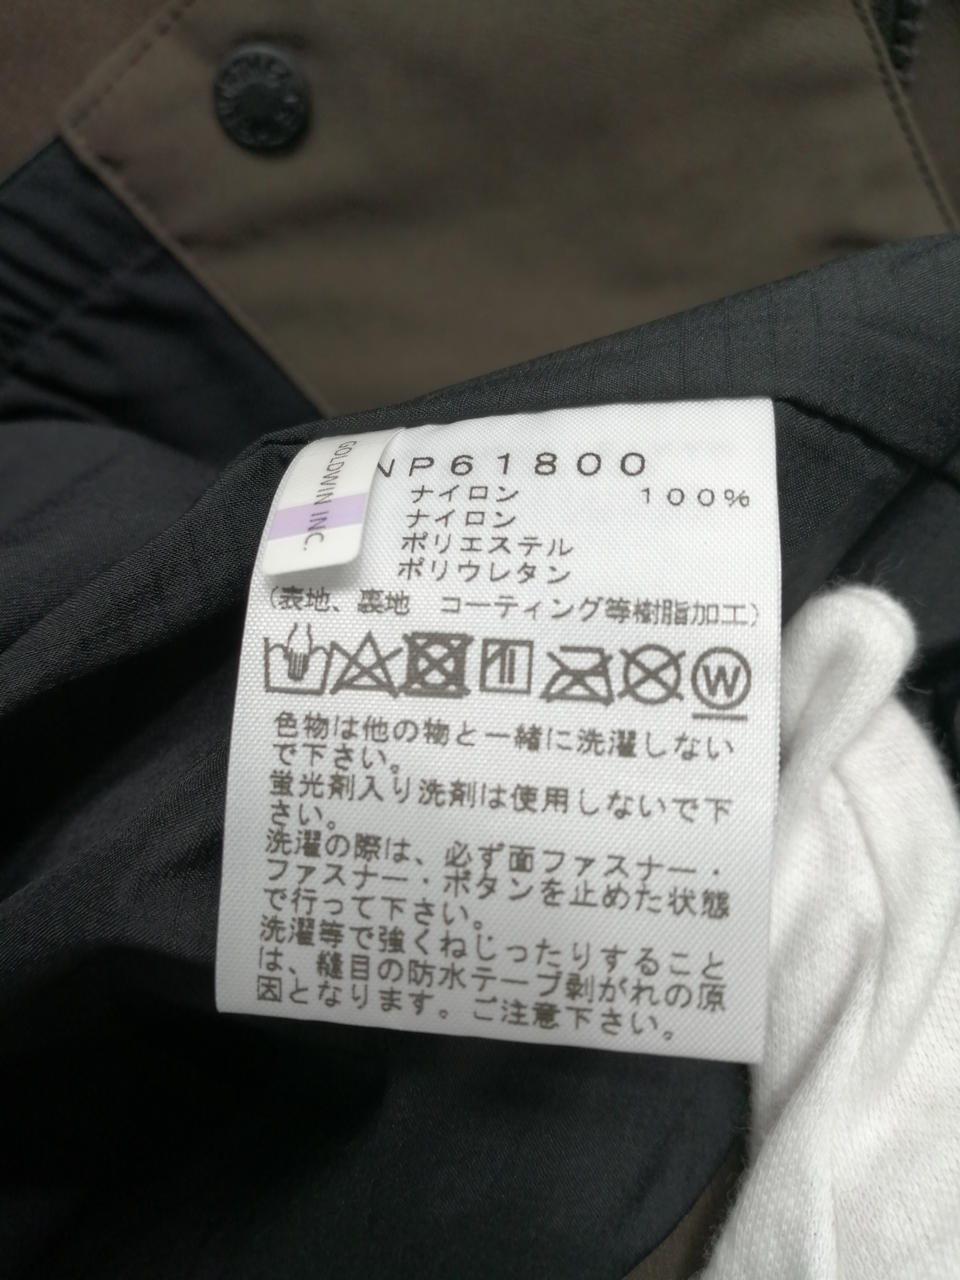 GOLDWIN INC.
NP61800
ナイロン 100%
ナイロン
ポリエステル
ポリウレタン
(表地、裏地 コーティング等樹脂加工)
W
色物は他の物と一緒に洗濯しない
で下さい。
蛍光剤入り洗剤は使用しないで下
さい。
洗濯の際は、必ず面ファスナー・
ファスナー・ボタンを止めた状態
で行って下さい。
洗濯等で強くねじったりすること
は、縫目の防水テープ剥がれの原
因となります。ご注意下さい。